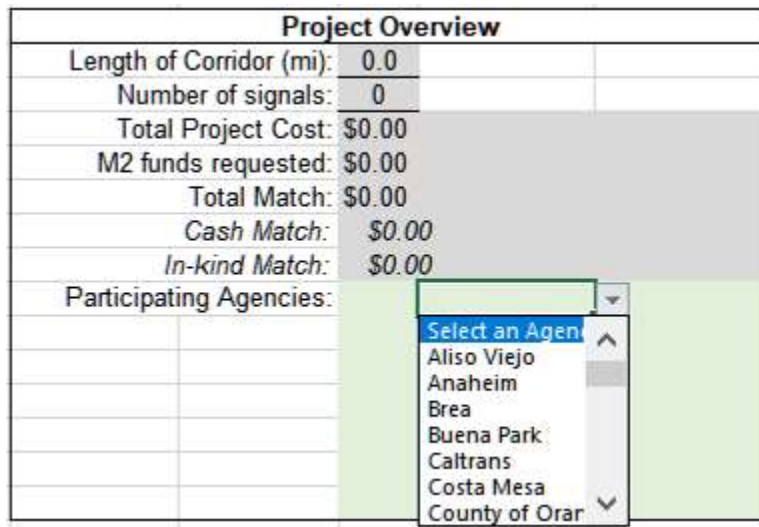 Project Overview
Length of Corridor (mi): 0.0
Number of signals: 0
Total Project Cost: $0.00
M2 funds requested: $0.00
Total Match: $0.00
Cash Match: $0.00
In-kind Match: $0.00
Participating Agencies:
Select an Agen
Aliso Viejo
Anaheim
Brea
Buena Park
Caltrans
Costa Mesa
County of Oran